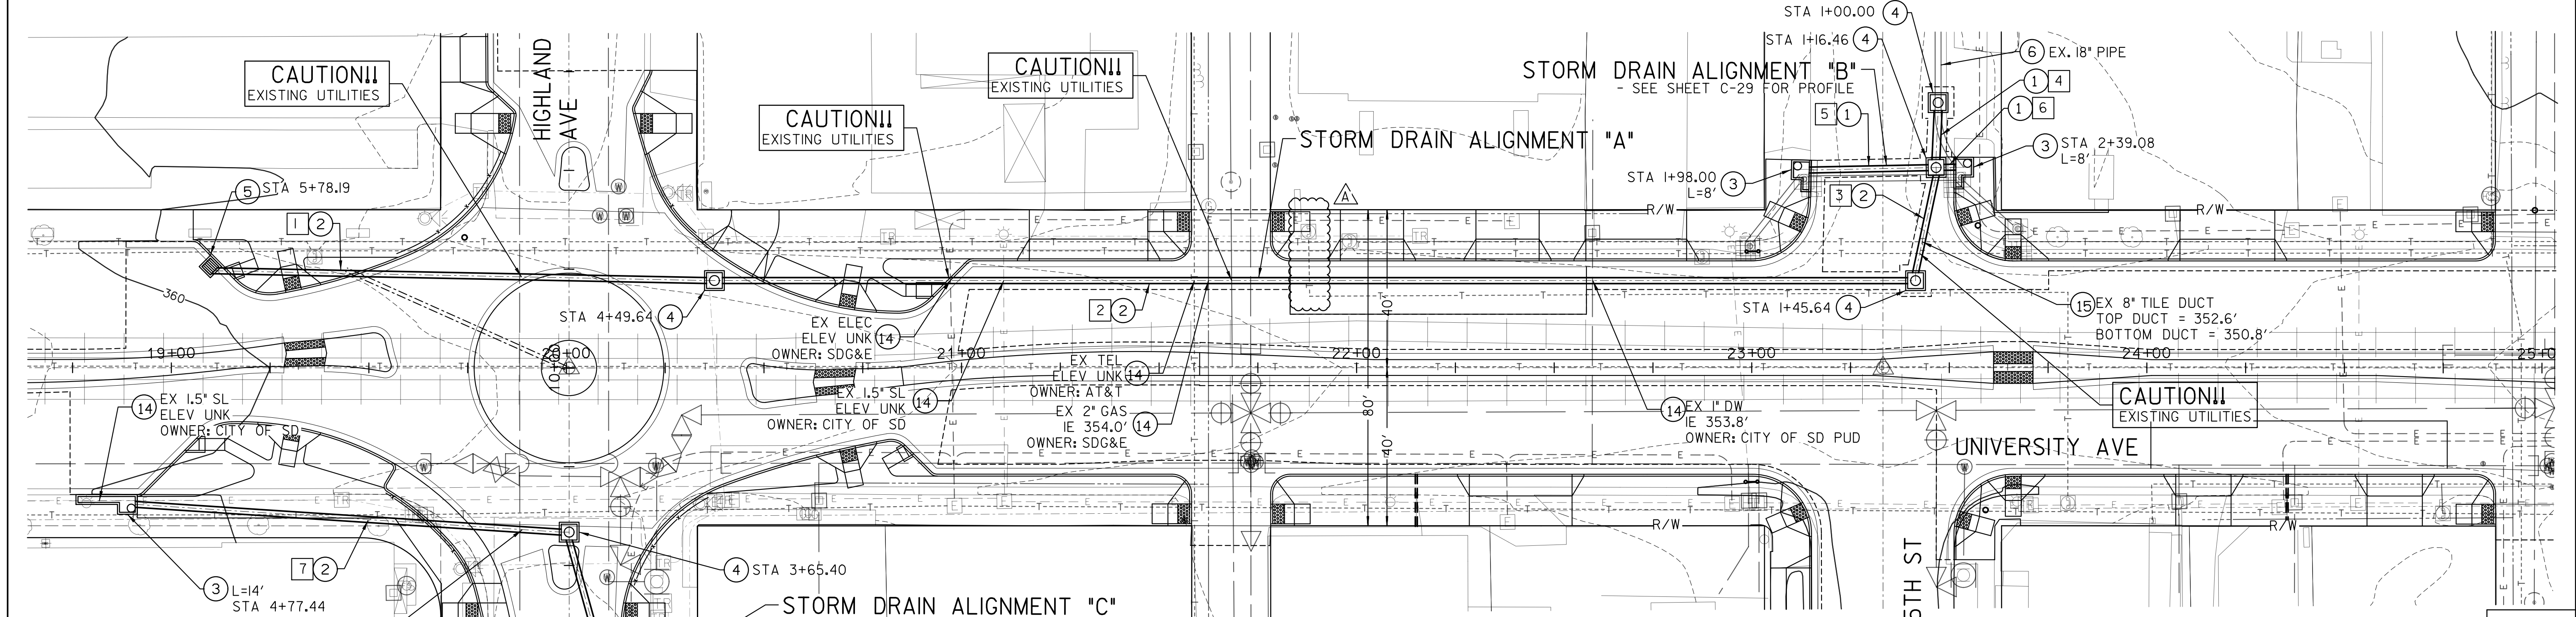 STA 1+00.00 4
STA 1+16.46 4
6 EX. 18" PIPE
1 4
1 6
STORM DRAIN ALIGNMENT "B"
- SEE SHEET C-29 FOR PROFILE
5 1
3 STA 2+39.08
L=8'
STA 1+98.00
L=8' 3
3 2
CAUTION!!
EXISTING UTILITIES
HIGHLAND
AVE
CAUTION!!
EXISTING UTILITIES
CAUTION!!
EXISTING UTILITIES
STORM DRAIN ALIGNMENT "A"
A
R/W
R/W
5 STA 5+78.19
1 2
360
STA 4+49.64 4
2 2
STA 1+45.64 4
40'
80'
40'
15 EX 8" TILE DUCT
TOP DUCT = 352.6'
BOTTOM DUCT = 350.8'
EX ELEC
ELEV UNK 14
OWNER: SDG&E
19+00
20+00
21+00
22+00
23+00
24+00
25+0
10+
EX TEL
ELEV UNK 14
OWNER: AT&T
EX 1.5" SL
ELEV UNK 14
OWNER: CITY OF SD
EX 2" GAS
IE 354.0' 14
OWNER: SDG&E
14 EX 1" DW
IE 353.8'
OWNER: CITY OF SD PUD
14 EX 1.5" SL
ELEV UNK
OWNER: CITY OF SD
CAUTION!!
EXISTING UTILITIES
UNIVERSITY AVE
R/W
R/W
5TH ST
7 2
3 L=14'
STA 4+77.44
4 STA 3+65.40
STORM DRAIN ALIGNMENT "C"